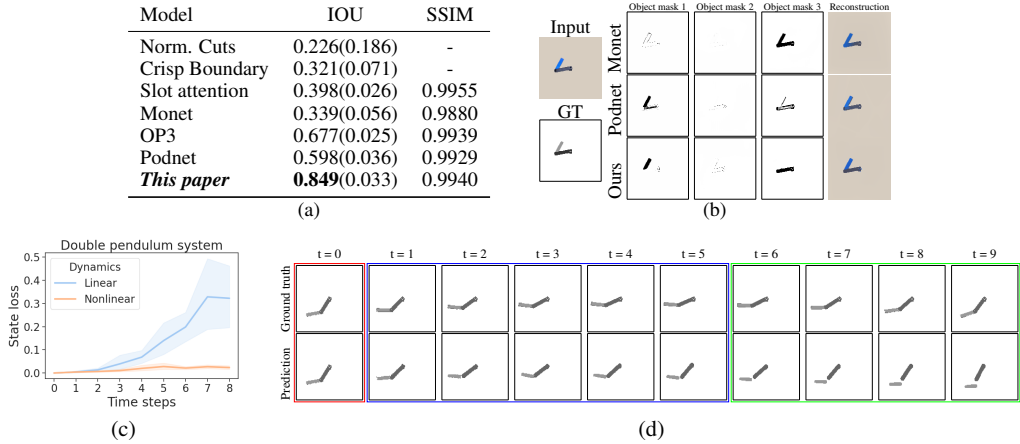 Model IOU SSIM
Norm. Cuts 0.226(0.186) -
Crisp Boundary 0.321(0.071) -
Slot attention 0.398(0.026) 0.9955
Monet 0.339(0.056) 0.9880
OP3 0.677(0.025) 0.9939
Podnet 0.598(0.036) 0.9929
This paper 0.849(0.033) 0.9940
(a)
Object mask 1 Object mask 2 Object mask 3 Reconstruction
Input
GT
Monet
Podnet
Ours
(b)
Double pendulum system
Dynamics
Linear
Nonlinear
State loss
0.5
0.4
0.3
0.2
0.1
0.0
0 1 2 3 4 5 6 7 8
Time steps
(c)
t = 0 t = 1 t = 2 t = 3 t = 4 t = 5 t = 6 t = 7 t = 8 t = 9
Ground truth
Prediction
(d)